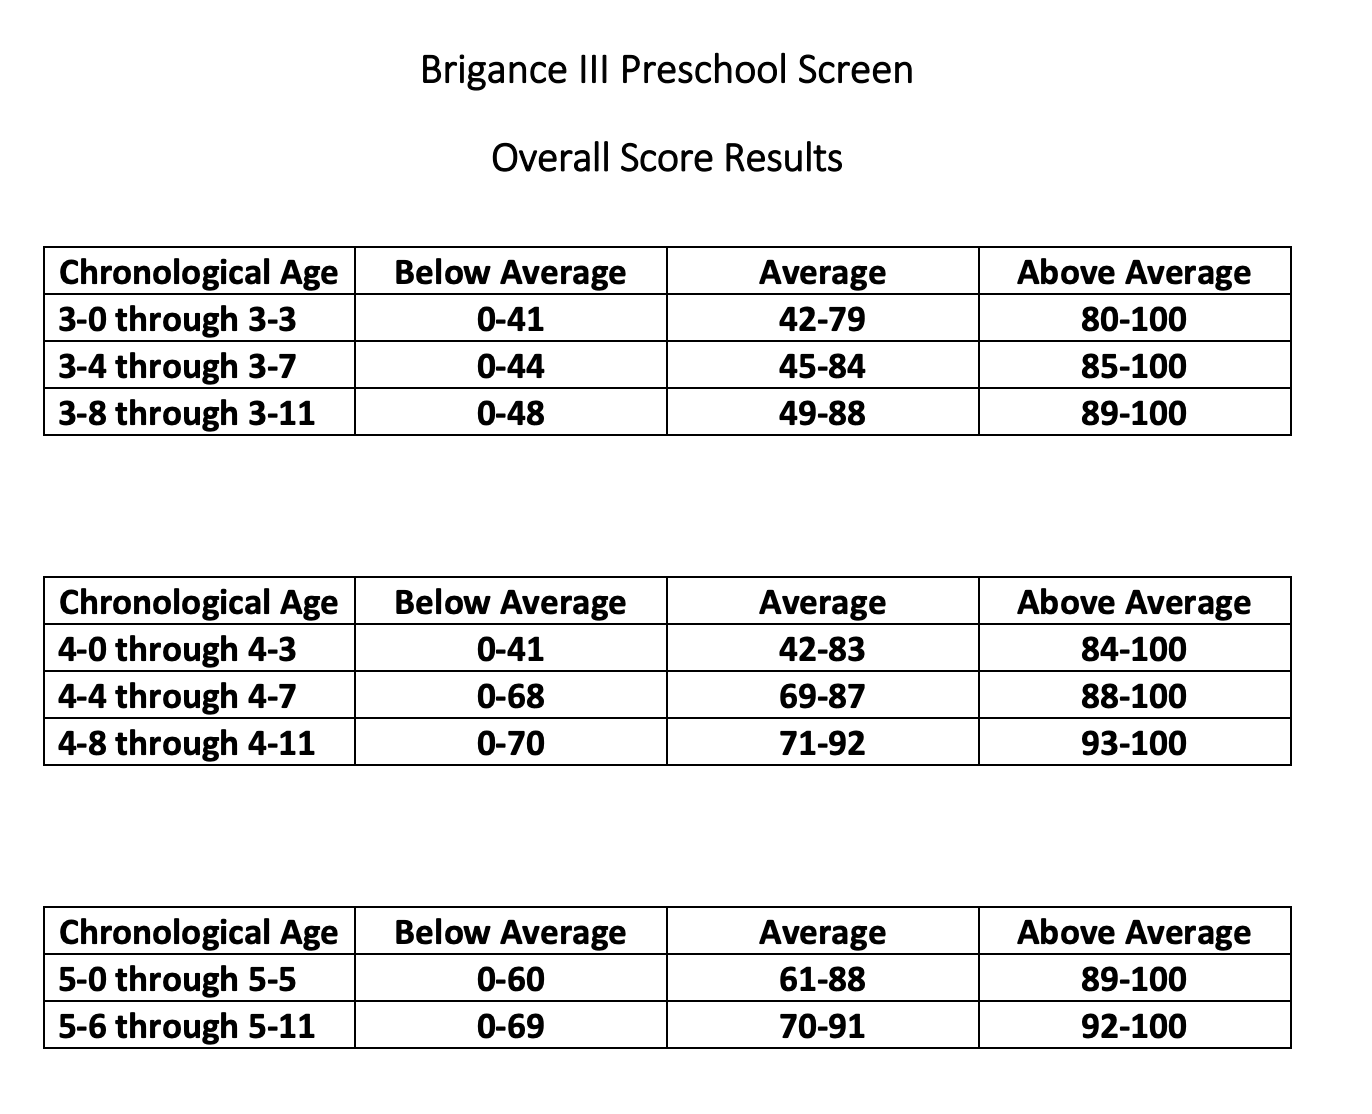 Brigance III Preschool Screen
Overall Score Results
Chronological Age Below Average Average Above Average
3-0 through 3-3 0-41 42-79 80-100
3-4 through 3-7 0-44 45-84 85-100
3-8 through 3-11 0-48 49-88 89-100
Chronological Age Below Average Average Above Average
4-0 through 4-3 0-41 42-83 84-100
4-4 through 4-7 0-68 69-87 88-100
4-8 through 4-11 0-70 71-92 93-100
Chronological Age Below Average Average Above Average
5-0 through 5-5 0-60 61-88 89-100
5-6 through 5-11 0-69 70-91 92-100